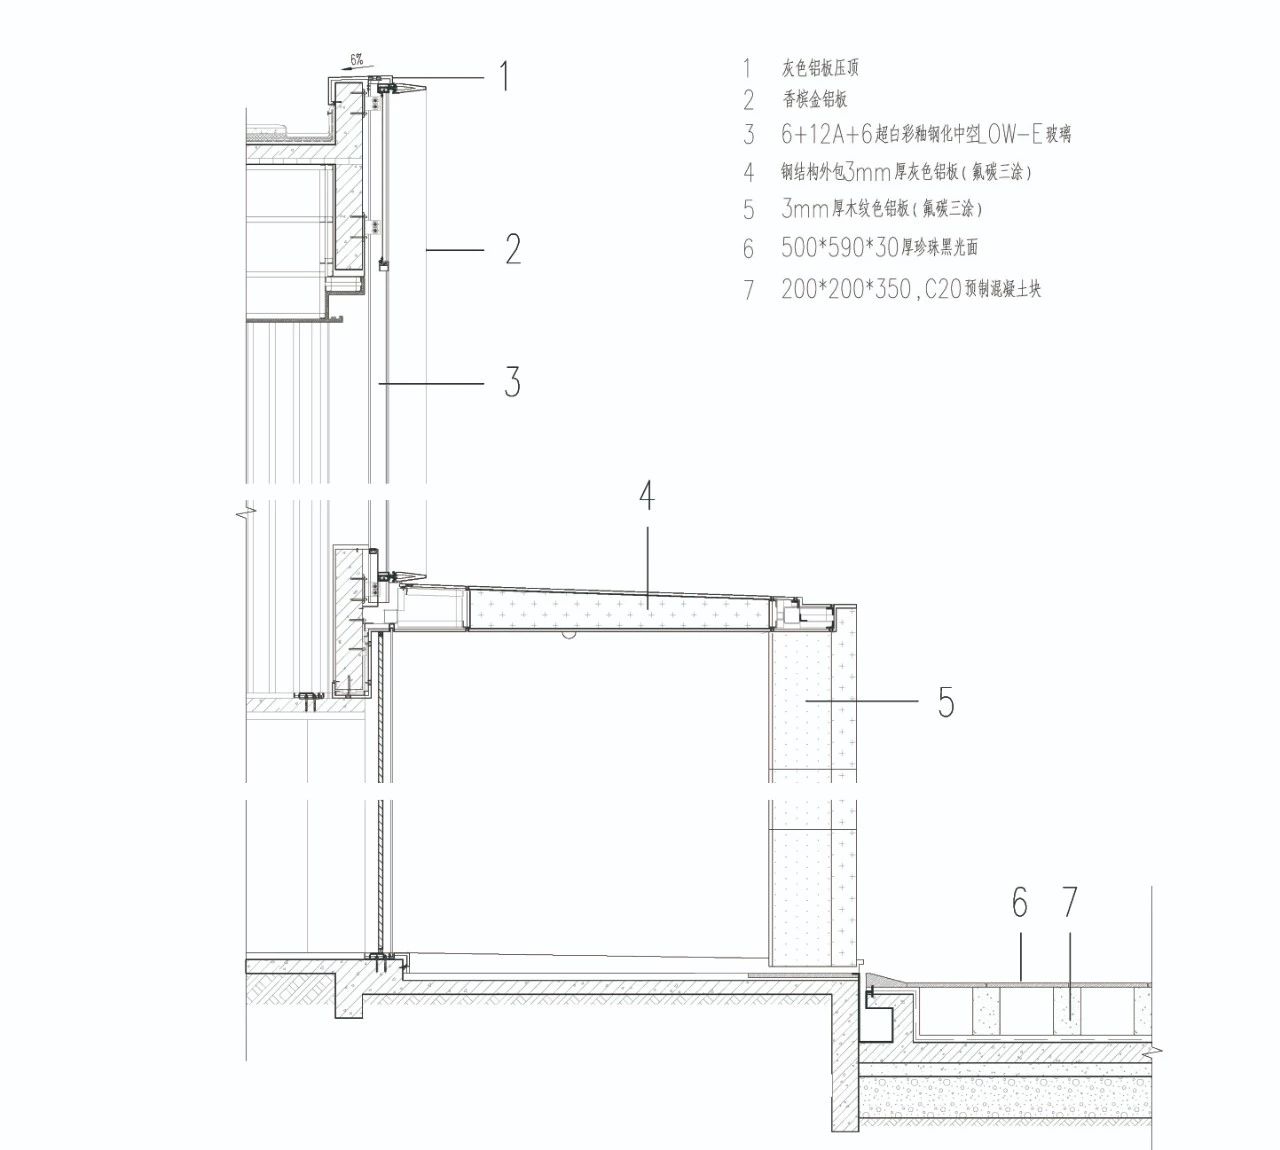 6%
1
1 灰色铝板压顶
2 香槟金铝板
3 6+12A+6超白彩釉钢化中空LOW-E玻璃
4 钢结构外包3mm厚灰色铝板(氟碳三涂)
5 3mm厚木纹色铝板(氟碳三涂)
6 500*590*30厚珍珠黑光面
7 200*200*350,C20预制混凝土块
2
3
4
5
6 7